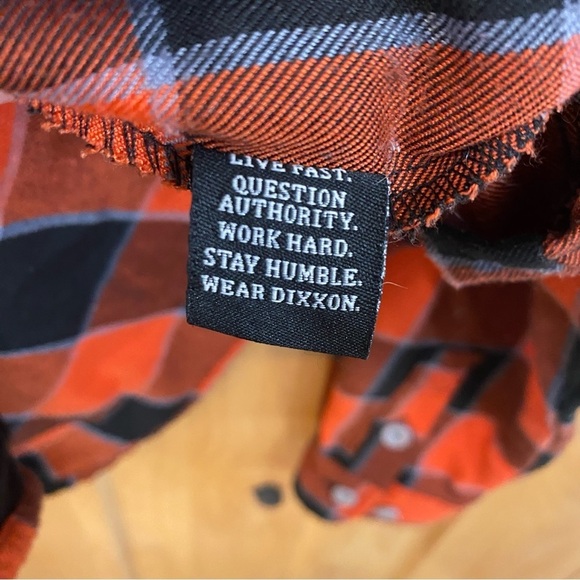 LIVE FAST.
QUESTION
AUTHORITY.
WORK HARD.
STAY HUMBLE.
WEAR DIXXON.